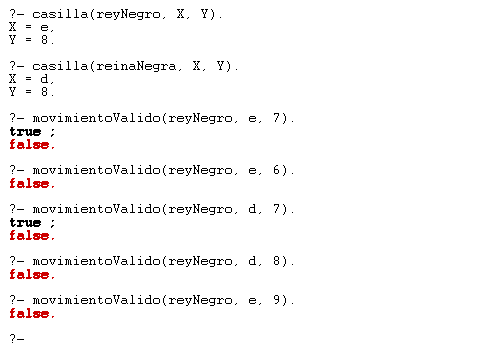 ?- casilla(reyNegro, X, Y).
X = e,
Y = 8.
?- casilla(reinaNegra, X, Y).
X = d,
Y = 8.
?- movimientoValido(reyNegro, e, 7).
true ;
false.
?- movimientoValido(reyNegro, e, 6).
false.
?- movimientoValido(reyNegro, d, 7).
true ;
false.
?- movimientoValido(reyNegro, d, 8).
false.
?- movimientoValido(reyNegro, e, 9).
false.
?-